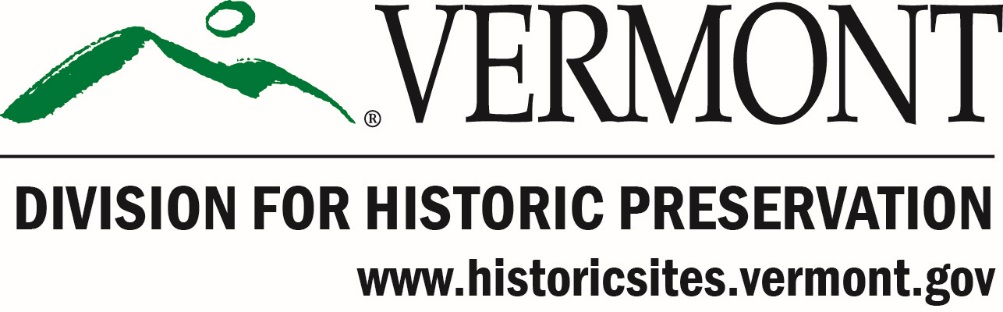 ® VERMONT
DIVISION FOR HISTORIC PRESERVATION
www.historicsites.vermont.gov